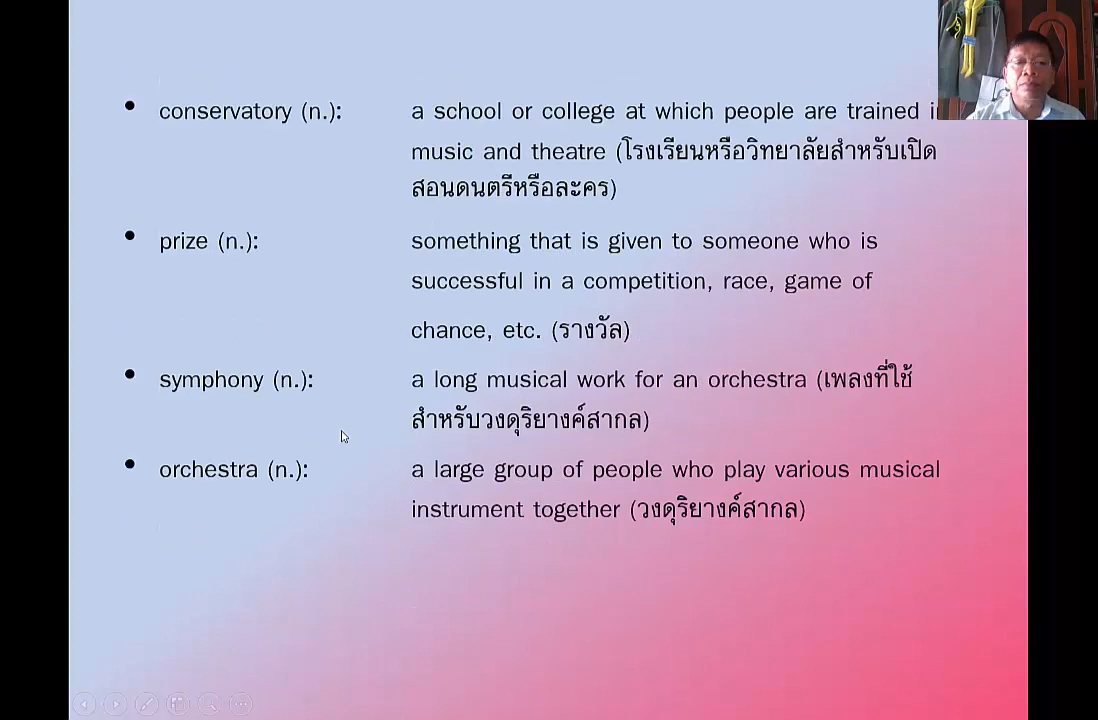 • conservatory (n.): a school or college at which people are trained in
music and theatre (โรงเรียนหรือวิทยาลัยสำหรับเปิด
สอนดนตรีหรือละคร)
• prize (n.): something that is given to someone who is
successful in a competition, race, game of
chance, etc. (รางวัล)
• symphony (n.): a long musical work for an orchestra (เพลงที่ใช้
สำหรับวงดุริยางค์สากล)
• orchestra (n.): a large group of people who play various musical
instrument together (วงดุริยางค์สากล)